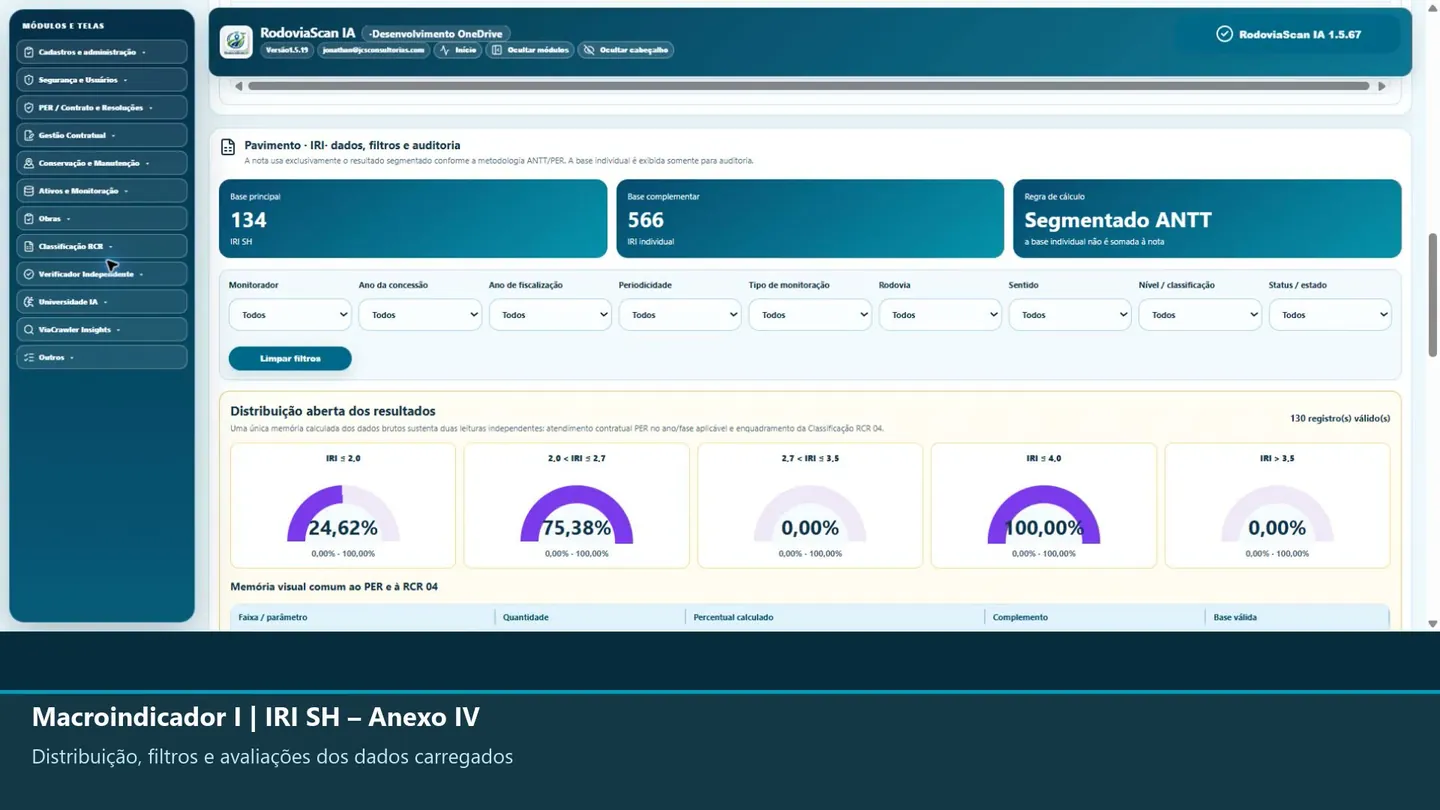 MÓDULOS E TELAS
Cadastros e administração
Segurança e Usuários
PER / Contrato e Resoluções
Gestão Contratual
Conservação e Manutenção
Ativos e Monitoração
Obras
Classificação RCR
Verificador Independente
Universidade IA
ViaCrawler Insights
Outros
RodoviaScan IA ·Desenvolvimento OneDrive
Versão1.5.19 jonathan@jcsconsultorias.com Início Ocultar módulos Ocultar cabeçalho
RodoviaScan IA 1.5.67
Pavimento · IRI· dados, filtros e auditoria
A nota usa exclusivamente o resultado segmentado conforme a metodologia ANTT/PER. A base individual é exibida somente para auditoria.
Base principal
134
IRI SH
Base complementar
566
IRI individual
Regra de cálculo
Segmentado ANTT
a base individual não é somada à nota
Monitorador Ano da concessão Ano de fiscalização Periodicidade Tipo de monitoração Rodovia Sentido Nível / classificação Status / estado
Todos Todos Todos Todos Todos Todos Todos Todos Todos
Limpar filtros
Distribuição aberta dos resultados
130 registro(s) válido(s)
Uma única memória calculada dos dados brutos sustenta duas leituras independentes: atendimento contratual PER no ano/fase aplicável e enquadramento da Classificação RCR 04.
IRI ≤ 2,0
24,62%
0,00% - 100,00%
2,0 < IRI ≤ 2,7
75,38%
0,00% - 100,00%
2,7 < IRI ≤ 3,5
0,00%
0,00% - 100,00%
IRI ≤ 4,0
100,00%
0,00% - 100,00%
IRI > 3,5
0,00%
0,00% - 100,00%
Memória visual comum ao PER e à RCR 04
Faixa / parâmetro Quantidade Percentual calculado Complemento Base válida
Macroindicador I | IRI SH – Anexo IV
Distribuição, filtros e avaliações dos dados carregados